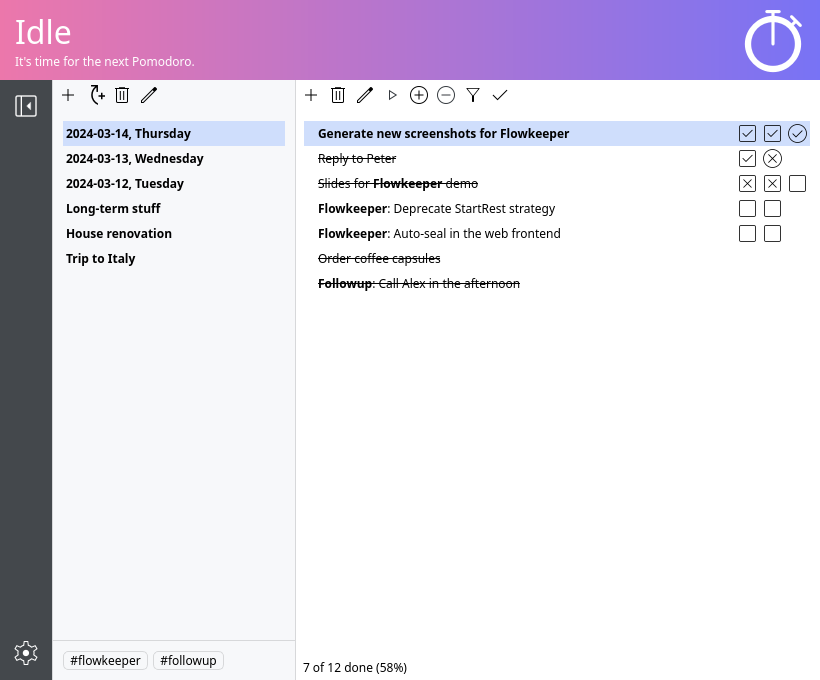 Idle
It's time for the next Pomodoro.
2024-03-14, Thursday
2024-03-13, Wednesday
2024-03-12, Tuesday
Long-term stuff
House renovation
Trip to Italy
#flowkeeper #followup
Generate new screenshots for Flowkeeper
Reply to Peter
Slides for Flowkeeper demo
Flowkeeper: Deprecate StartRest strategy
Flowkeeper: Auto-seal in the web frontend
Order coffee capsules
Followup: Call Alex in the afternoon
7 of 12 done (58%)